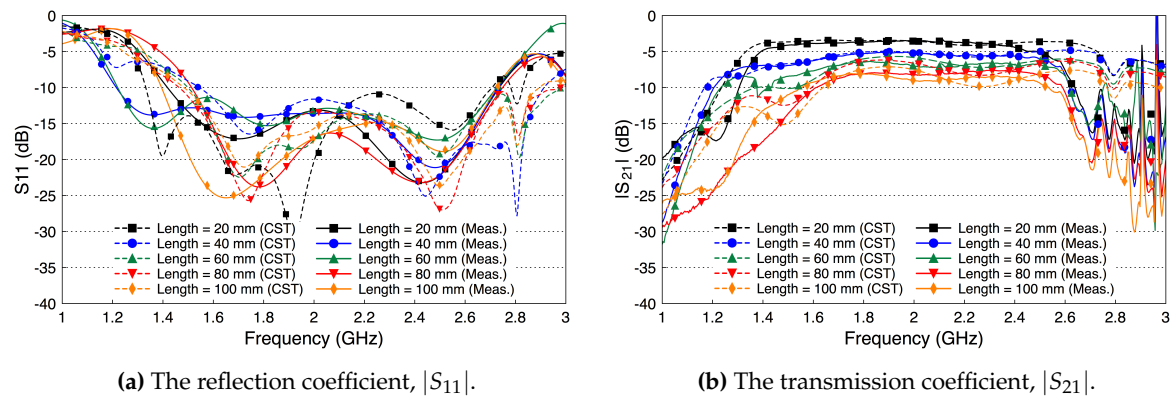 0
-5
-10
-15
-20
-25
-30
-35
-40
S11 (dB)
Length = 20 mm (CST)
Length = 40 mm (CST)
Length = 60 mm (CST)
Length = 80 mm (CST)
Length = 100 mm (CST)
Length = 20 mm (Meas.)
Length = 40 mm (Meas.)
Length = 60 mm (Meas.)
Length = 80 mm (Meas.)
Length = 100 mm (Meas.)
1 1.2 1.4 1.6 1.8 2 2.2 2.4 2.6 2.8 3
Frequency (GHz)
(a) The reflection coefficient, |S11|.
0
-5
-10
-15
-20
-25
-30
-35
-40
|S21| (dB)
Length = 20 mm (CST)
Length = 40 mm (CST)
Length = 60 mm (CST)
Length = 80 mm (CST)
Length = 100 mm (CST)
Length = 20 mm (Meas.)
Length = 40 mm (Meas.)
Length = 60 mm (Meas.)
Length = 80 mm (Meas.)
Length = 100 mm (Meas.)
1 1.2 1.4 1.6 1.8 2 2.2 2.4 2.6 2.8 3
Frequency (GHz)
(b) The transmission coefficient, |S21|.